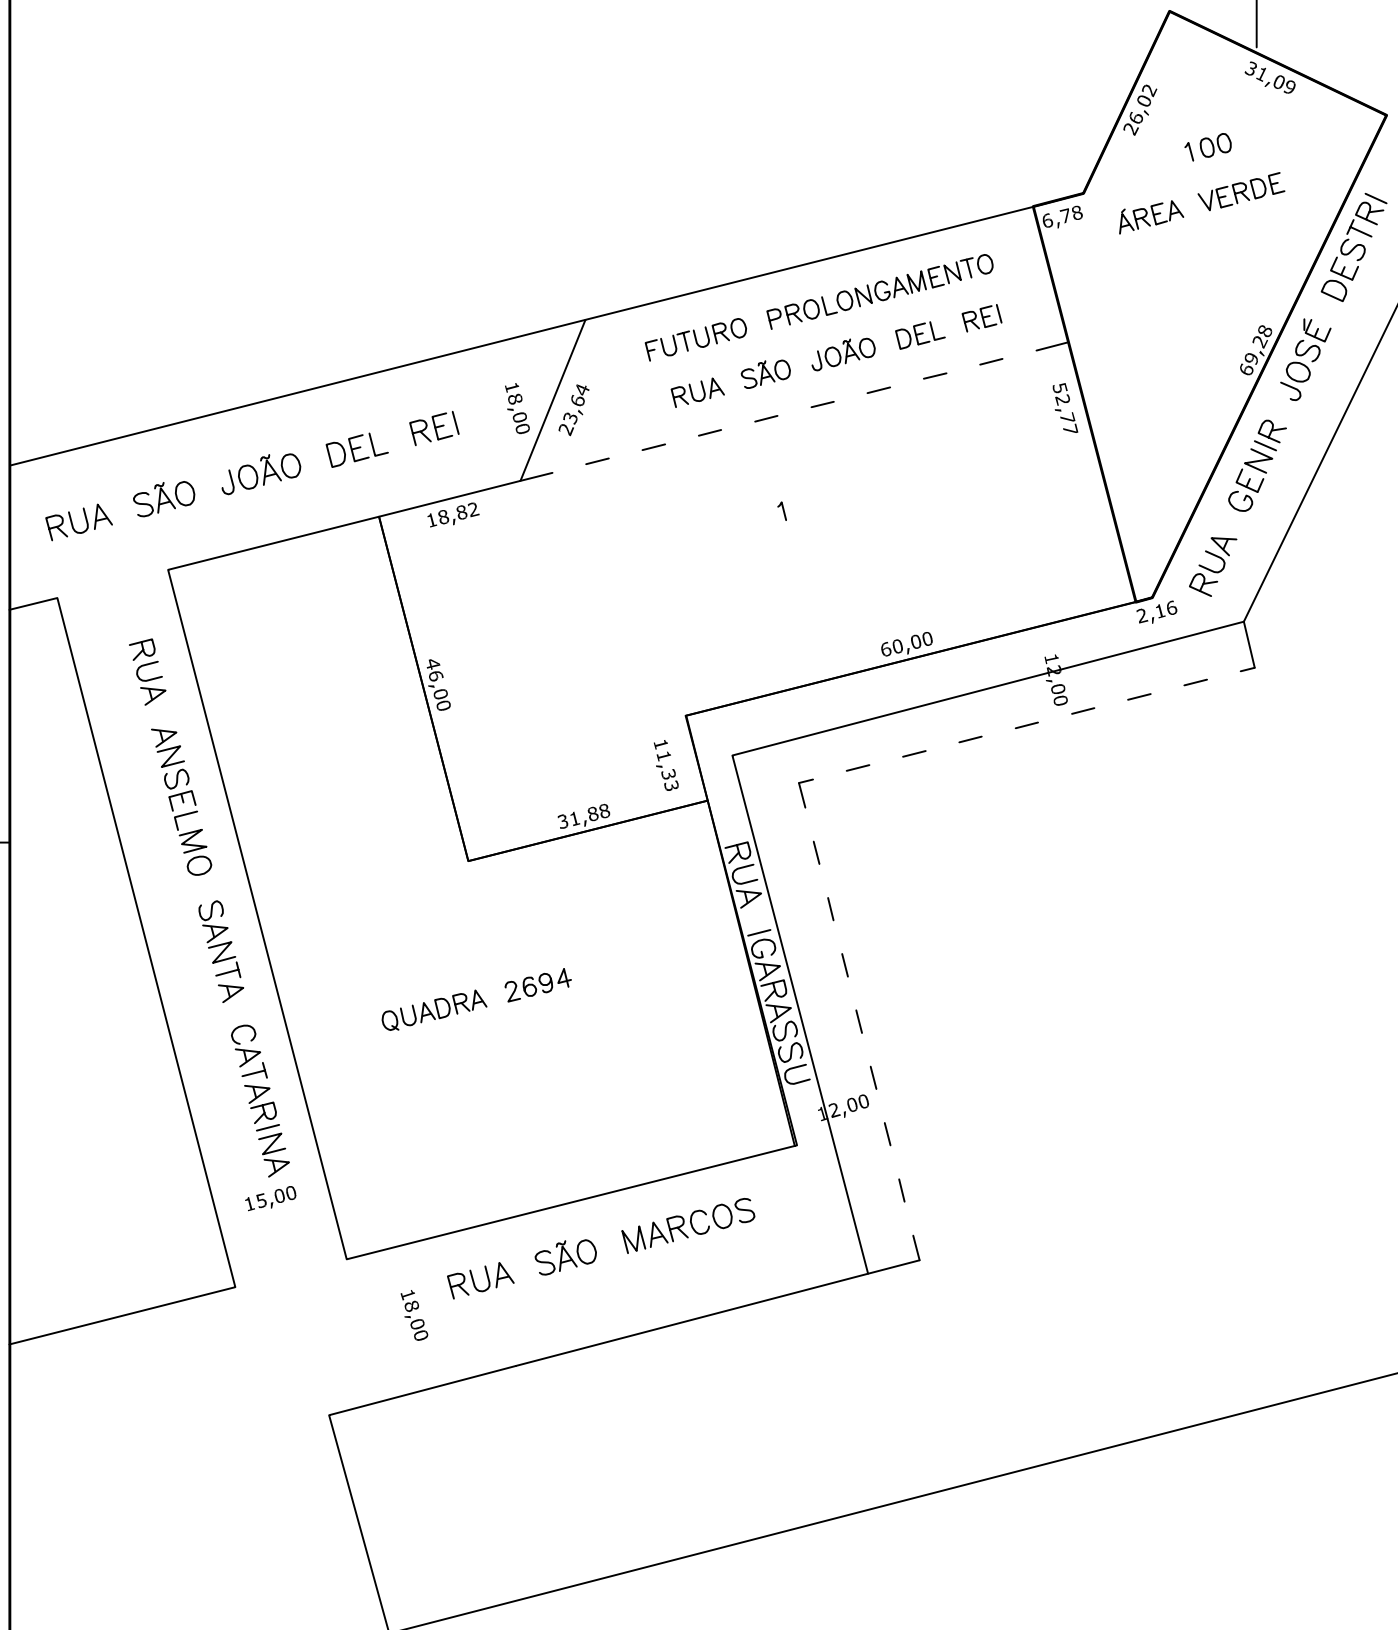 31,09
26,02
100
ÁREA VERDE
6,78
FUTURO PROLONGAMENTO
RUA SÃO JOÃO DEL REI
69,28
RUA GENIR JOSÉ DESTRI
52,77
18,00
23,64
RUA SÃO JOÃO DEL REI
18,82
1
2,16
60,00
12,00
46,00
11,33
31,88
RUA ANSELMO SANTA CATARINA
RUA IGARASSU
QUADRA 2694
12,00
15,00
RUA SÃO MARCOS
18,00